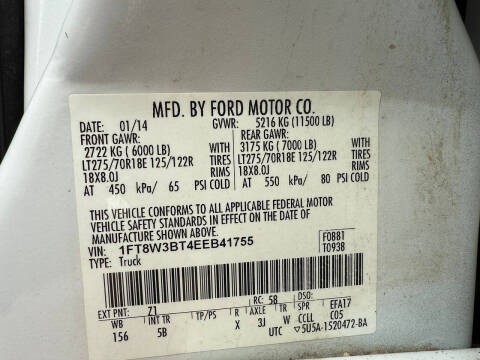 MFD. BY FORD MOTOR CO.
DATE: 01/14 GVWR: 5216 KG (11500 LB)
FRONT GAWR: REAR GAWR:
2722 KG ( 6000 LB) WITH 3175 KG ( 7000 LB) WITH
LT275/70R18E 125/122R TIRES LT275/70R18E 125/122R TIRES
18X8.0J RIMS 18X8.0J RIMS
AT 450 kPa/ 65 PSI COLD AT 550 kPa/ 80 PSI COLD
THIS VEHICLE CONFORMS TO ALL APPLICABLE FEDERAL MOTOR
VEHICLE SAFETY STANDARDS IN EFFECT ON THE DATE OF
MANUFACTURE SHOWN ABOVE.
VIN: 1FT8W3BT4EEB41755 F0881
TYPE: Truck T0938
EXT PNT: Z1 RC: 58 DSO:
WB INT TR TP/PS R AXLE TR SPR EFA17
156 5B X 3J W CCLL C05
UTC ▽5U5A-1520472-BA